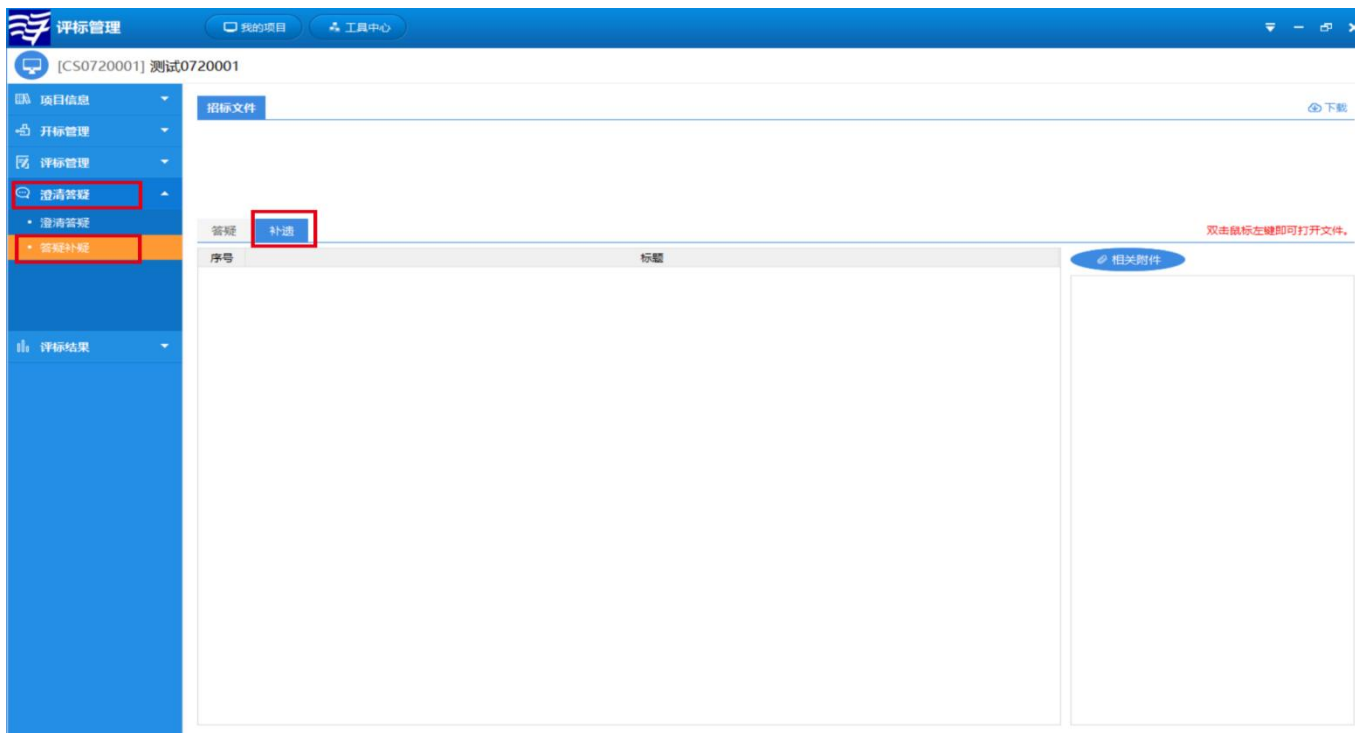 评标管理 我的项目 工具中心
[CS0720001] 测试0720001
项目信息
开标管理
评标管理
澄清答疑
• 澄清答疑
• 答疑补疑
评标结果
招标文件 下载
答疑 补遗 双击鼠标左键即可打开文件。
序号 标题 相关附件